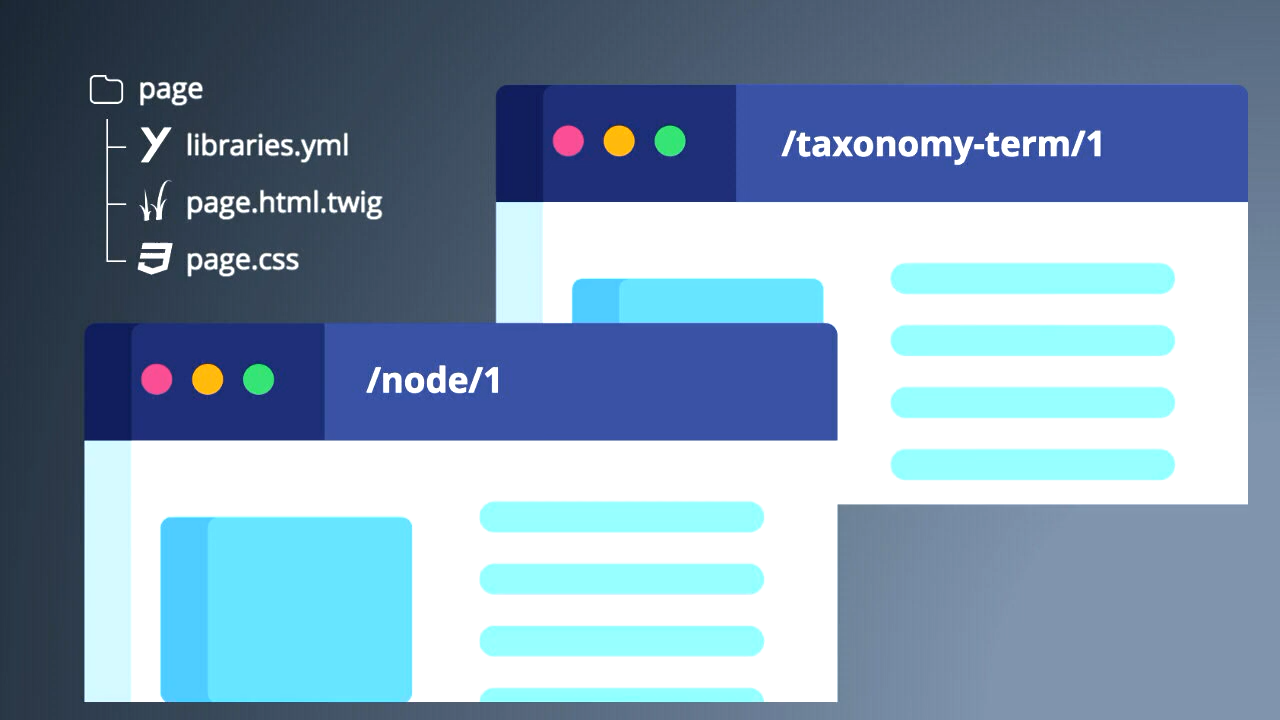 page
libraries.yml
page.html.twig
page.css
/taxonomy-term/1
/node/1